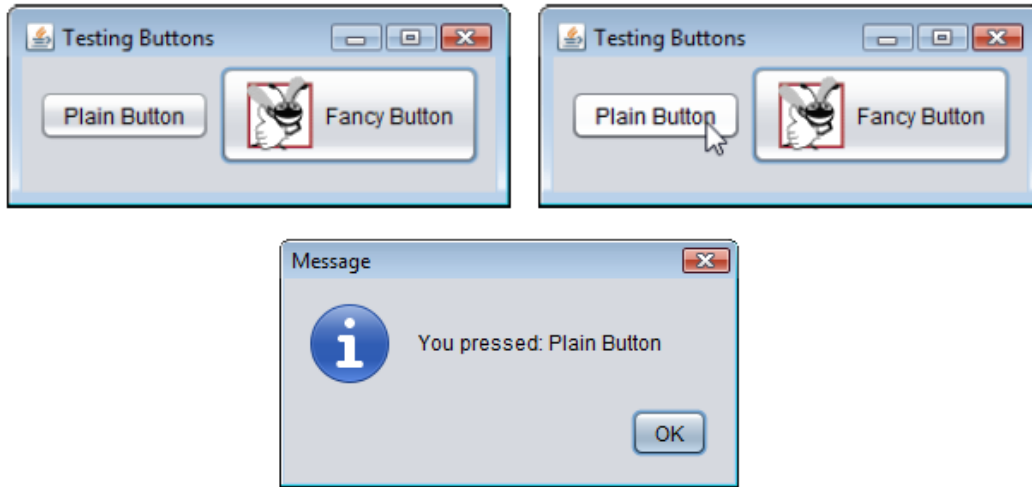 Testing Buttons
Plain Button
Fancy Button
Testing Buttons
Plain Button
Fancy Button
Message
You pressed: Plain Button
OK